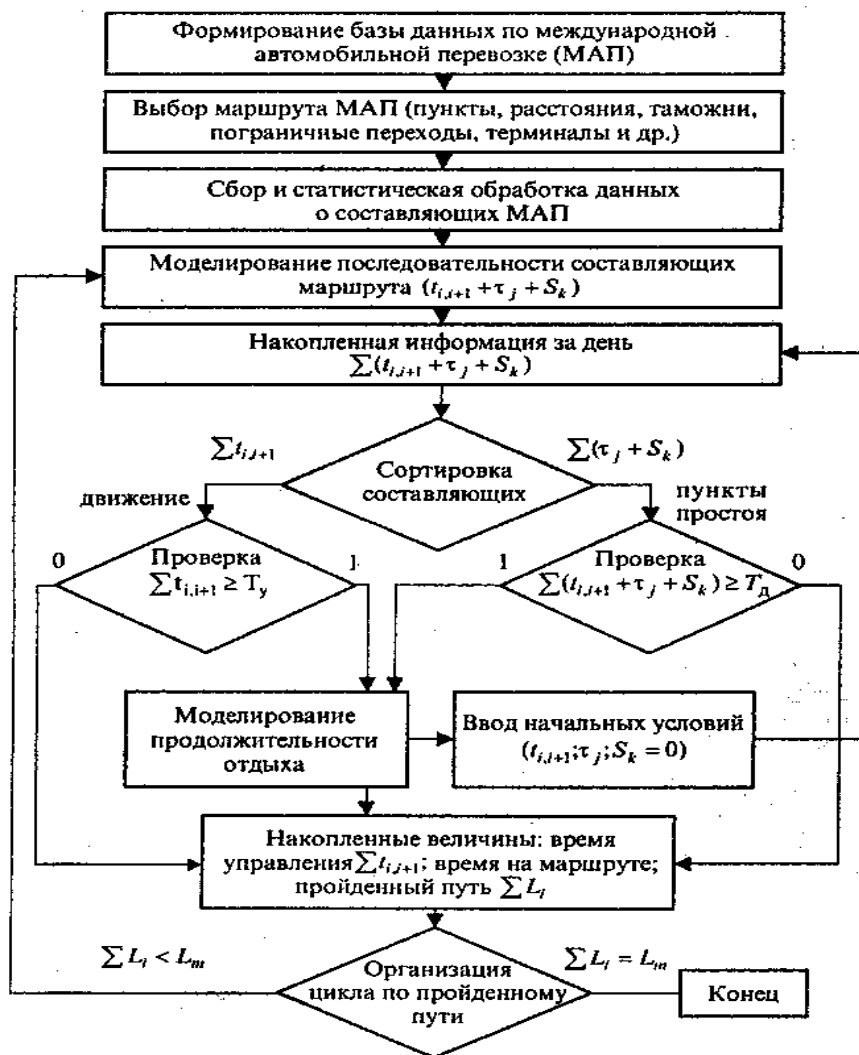 Формирование базы данных по международной
автомобильной перевозке (МАП)
Выбор маршрута МАП (пункты, расстояния, таможни,
пограничные переходы, терминалы и др.)
Сбор и статистическая обработка данных
о составляющих МАП
Моделирование последовательности составляющих
маршрута (t_{i,i+1} + τ_j + S_k)
Накопленная информация за день
∑(t_{i,i+1} + τ_j + S_k)
∑t_{i,i+1}
∑(τ_j + S_k)
Сортировка
составляющих
движение
пункты
простоя
0
Проверка
∑t_{i,i+1} ≥ T_у
1
1
Проверка
∑(t_{i,i+1} + τ_j + S_k) ≥ T_д
0
Моделирование
продолжительности
отдыха
Ввод начальных условий
(t_{i,i+1}; τ_j; S_k = 0)
Накопленные величины: время
управления ∑t_{i,i+1}; время на маршруте;
пройденный путь ∑L_i
∑L_i < L_m
Организация
цикла по пройденному
пути
∑L_i = L_m
Конец